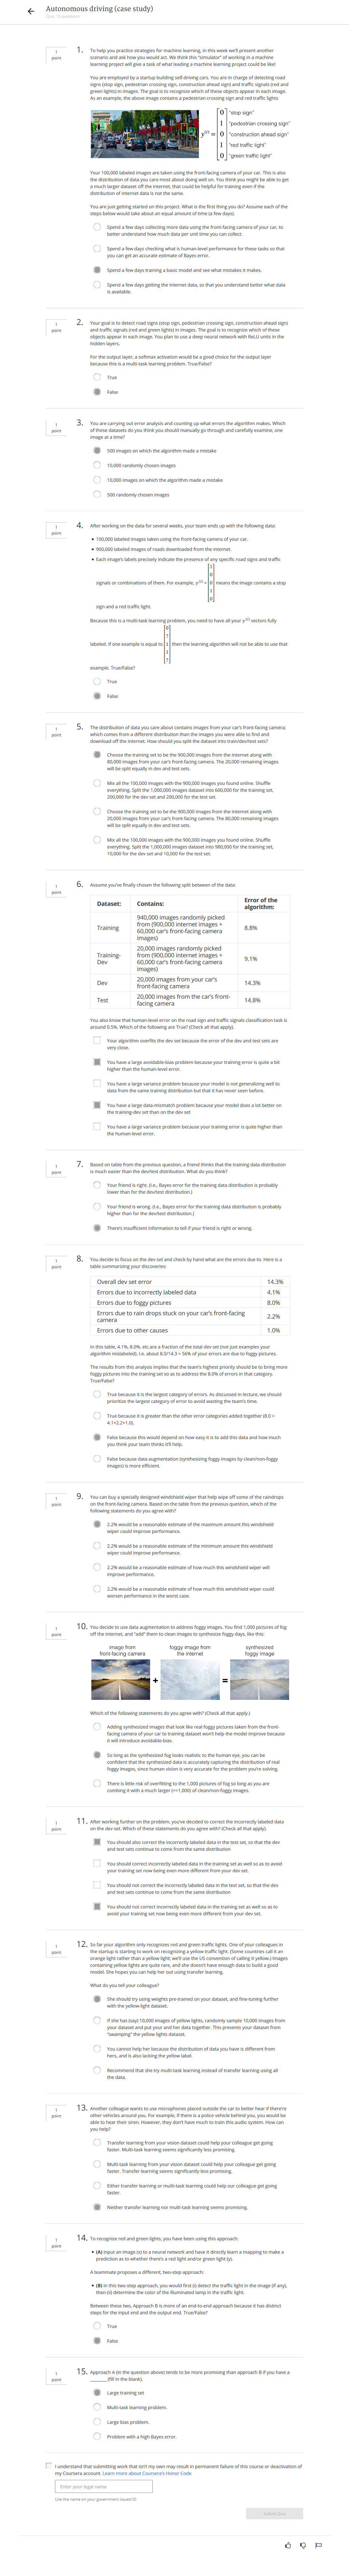 Autonomous driving (case study)
Quiz, 15 questions
1
point
1.
To help you practice strategies for machine learning, in this week we'll present another
scenario and ask how you would act. We think this "simulator" of working in a machine
learning project will give a task of what leading a machine learning project could be like!
You are employed by a startup building self-driving cars. You are in charge of detecting road
signs (stop sign, pedestrian crossing sign, construction ahead sign) and traffic signals (red and
green lights) in images. The goal is to recognize which of these objects appear in each image.
As an example, the above image contains a pedestrian crossing sign and red traffic lights
y(i) =
0 "stop sign"
1 "pedestrian crossing sign"
0 "construction ahead sign"
1 "red traffic light"
0 "green traffic light"
Your 100,000 labeled images are taken using the front-facing camera of your car. This is also
the distribution of data you care most about doing well on. You think you might be able to get
a much larger dataset off the internet, that could be helpful for training even if the
distribution of internet data is not the same.
You are just getting started on this project. What is the first thing you do? Assume each of the
steps below would take about an equal amount of time (a few days).
Spend a few days collecting more data using the front-facing camera of your car, to
better understand how much data per unit time you can collect.
Spend a few days checking what is human-level performance for these tasks so that
you can get an accurate estimate of Bayes error.
Spend a few days training a basic model and see what mistakes it makes.
Spend a few days getting the internet data, so that you understand better what data
is available.
1
point
2.
Your goal is to detect road signs (stop sign, pedestrian crossing sign, construction ahead sign)
and traffic signals (red and green lights) in images. The goal is to recognize which of these
objects appear in each image. You plan to use a deep neural network with ReLU units in the
hidden layers.
For the output layer, a softmax activation would be a good choice for the output layer
because this is a multi-task learning problem. True/False?
True
False
1
point
3.
You are carrying out error analysis and counting up what errors the algorithm makes. Which
of these datasets do you think you should manually go through and carefully examine, one
image at a time?
500 images on which the algorithm made a mistake
10,000 randomly chosen images
10,000 images on which the algorithm made a mistake
500 randomly chosen images
1
point
4.
After working on the data for several weeks, your team ends up with the following data:
• 100,000 labeled images taken using the front-facing camera of your car.
• 900,000 labeled images of roads downloaded from the internet.
• Each image's labels precisely indicate the presence of any specific road signs and traffic
signals or combinations of them. For example, y(i) =
1
0
0
1
0
means the image contains a stop
sign and a red traffic light.
Because this is a multi-task learning problem, you need to have all your y(i) vectors fully
labeled. If one example is equal to
0
?
1
1
?
then the learning algorithm will not be able to use that
example. True/False?
True
False
1
point
5.
The distribution of data you care about contains images from your car's front-facing camera;
which comes from a different distribution than the images you were able to find and
download off the internet. How should you split the dataset into train/dev/test sets?
Choose the training set to be the 900,000 images from the internet along with
80,000 images from your car's front-facing camera. The 20,000 remaining images
will be split equally in dev and test sets.
Mix all the 100,000 images with the 900,000 images you found online. Shuffle
everything. Split the 1,000,000 images dataset into 600,000 for the training set,
200,000 for the dev set and 200,000 for the test set.
Choose the training set to be the 900,000 images from the internet along with
20,000 images from your car's front-facing camera. The 80,000 remaining images
will be split equally in dev and test sets.
Mix all the 100,000 images with the 900,000 images you found online. Shuffle
everything. Split the 1,000,000 images dataset into 980,000 for the training set,
10,000 for the dev set and 10,000 for the test set.
1
point
6.
Assume you've finally chosen the following split between of the data:
Dataset: Contains: Error of the
algorithm:
Training 940,000 images randomly picked
from (900,000 internet images +
60,000 car's front-facing camera
images) 8.8%
Training-
Dev 20,000 images randomly picked
from (900,000 internet images +
60,000 car's front-facing camera
images) 9.1%
Dev 20,000 images from your car's
front-facing camera 14.3%
Test 20,000 images from the car's front-
facing camera 14.8%
You also know that human-level error on the road sign and traffic signals classification task is
around 0.5%. Which of the following are True? (Check all that apply).
Your algorithm overfits the dev set because the error of the dev and test sets are
very close.
You have a large avoidable-bias problem because your training error is quite a bit
higher than the human-level error.
You have a large variance problem because your model is not generalizing well to
data from the same training distribution but that it has never seen before.
You have a large data-mismatch problem because your model does a lot better on
the training-dev set than on the dev set
You have a large variance problem because your training error is quite higher than
the human-level error.
1
point
7.
Based on table from the previous question, a friend thinks that the training data distribution
is much easier than the dev/test distribution. What do you think?
Your friend is right. (I.e., Bayes error for the training data distribution is probably
lower than for the dev/test distribution.)
Your friend is wrong. (I.e., Bayes error for the training data distribution is probably
higher than for the dev/test distribution.)
There's insufficient information to tell if your friend is right or wrong.
1
point
8.
You decide to focus on the dev set and check by hand what are the errors due to. Here is a
table summarizing your discoveries:
Overall dev set error 14.3%
Errors due to incorrectly labeled data 4.1%
Errors due to foggy pictures 8.0%
Errors due to rain drops stuck on your car's front-facing
camera 2.2%
Errors due to other causes 1.0%
In this table, 4.1%, 8.0%, etc.are a fraction of the total dev set (not just examples your
algorithm mislabeled). I.e. about 8.0/14.3 = 56% of your errors are due to foggy pictures.
The results from this analysis implies that the team's highest priority should be to bring more
foggy pictures into the training set so as to address the 8.0% of errors in that category.
True/False?
True because it is the largest category of errors. As discussed in lecture, we should
prioritize the largest category of error to avoid wasting the team's time.
True because it is greater than the other error categories added together (8.0 >
4.1+2.2+1.0).
False because this would depend on how easy it is to add this data and how much
you think your team thinks it'll help.
False because data augmentation (synthesizing foggy images by clean/non-foggy
images) is more efficient.
1
point
9.
You can buy a specially designed windshield wiper that help wipe off some of the raindrops
on the front-facing camera. Based on the table from the previous question, which of the
following statements do you agree with?
2.2% would be a reasonable estimate of the maximum amount this windshield
wiper could improve performance.
2.2% would be a reasonable estimate of the minimum amount this windshield
wiper could improve performance.
2.2% would be a reasonable estimate of how much this windshield wiper will
improve performance.
2.2% would be a reasonable estimate of how much this windshield wiper could
worsen performance in the worst case.
1
point
10.
You decide to use data augmentation to address foggy images. You find 1,000 pictures of fog
off the internet, and "add" them to clean images to synthesize foggy days, like this:
image from
front-facing camera
foggy image from
the internet
synthesized
foggy image
+
=
Which of the following statements do you agree with? (Check all that apply.)
Adding synthesized images that look like real foggy pictures taken from the front-
facing camera of your car to training dataset won't help the model improve because
it will introduce avoidable-bias.
So long as the synthesized fog looks realistic to the human eye, you can be
confident that the synthesized data is accurately capturing the distribution of real
foggy images, since human vision is very accurate for the problem you're solving.
There is little risk of overfitting to the 1,000 pictures of fog so long as you are
combing it with a much larger (>>1,000) of clean/non-foggy images.
1
point
11.
After working further on the problem, you've decided to correct the incorrectly labeled data
on the dev set. Which of these statements do you agree with? (Check all that apply).
You should also correct the incorrectly labeled data in the test set, so that the dev
and test sets continue to come from the same distribution
You should correct incorrectly labeled data in the training set as well so as to avoid
your training set now being even more different from your dev set.
You should not correct the incorrectly labeled data in the test set, so that the dev
and test sets continue to come from the same distribution
You should not correct incorrectly labeled data in the training set as well so as to
avoid your training set now being even more different from your dev set.
1
point
12.
So far your algorithm only recognizes red and green traffic lights. One of your colleagues in
the startup is starting to work on recognizing a yellow traffic light. (Some countries call it an
orange light rather than a yellow light; we'll use the US convention of calling it yellow.) Images
containing yellow lights are quite rare, and she doesn't have enough data to build a good
model. She hopes you can help her out using transfer learning.
What do you tell your colleague?
She should try using weights pre-trained on your dataset, and fine-tuning further
with the yellow-light dataset.
If she has (say) 10,000 images of yellow lights, randomly sample 10,000 images from
your dataset and put your and her data together. This prevents your dataset from
"swamping" the yellow lights dataset.
You cannot help her because the distribution of data you have is different from
hers, and is also lacking the yellow label.
Recommend that she try multi-task learning instead of transfer learning using all
the data.
1
point
13.
Another colleague wants to use microphones placed outside the car to better hear if there're
other vehicles around you. For example, if there is a police vehicle behind you, you would be
able to hear their siren. However, they don't have much to train this audio system. How can
you help?
Transfer learning from your vision dataset could help your colleague get going
faster. Multi-task learning seems significantly less promising.
Multi-task learning from your vision dataset could help your colleague get going
faster. Transfer learning seems significantly less promising.
Either transfer learning or multi-task learning could help our colleague get going
faster.
Neither transfer learning nor multi-task learning seems promising.
1
point
14.
To recognize red and green lights, you have been using this approach:
• (A) Input an image (x) to a neural network and have it directly learn a mapping to make a
prediction as to whether there's a red light and/or green light (y).
A teammate proposes a different, two-step approach:
• (B) In this two-step approach, you would first (i) detect the traffic light in the image (if any),
then (ii) determine the color of the illuminated lamp in the traffic light.
Between these two, Approach B is more of an end-to-end approach because it has distinct
steps for the input end and the output end. True/False?
True
False
1
point
15.
Approach A (in the question above) tends to be more promising than approach B if you have a
________ (fill in the blank).
Large training set
Multi-task learning problem.
Large bias problem.
Problem with a high Bayes error.
I understand that submitting work that isn't my own may result in permanent failure of this course or deactivation of
my Coursera account. Learn more about Coursera's Honor Code
Enter your legal name
Use the name on your government issued ID
Submit Quiz